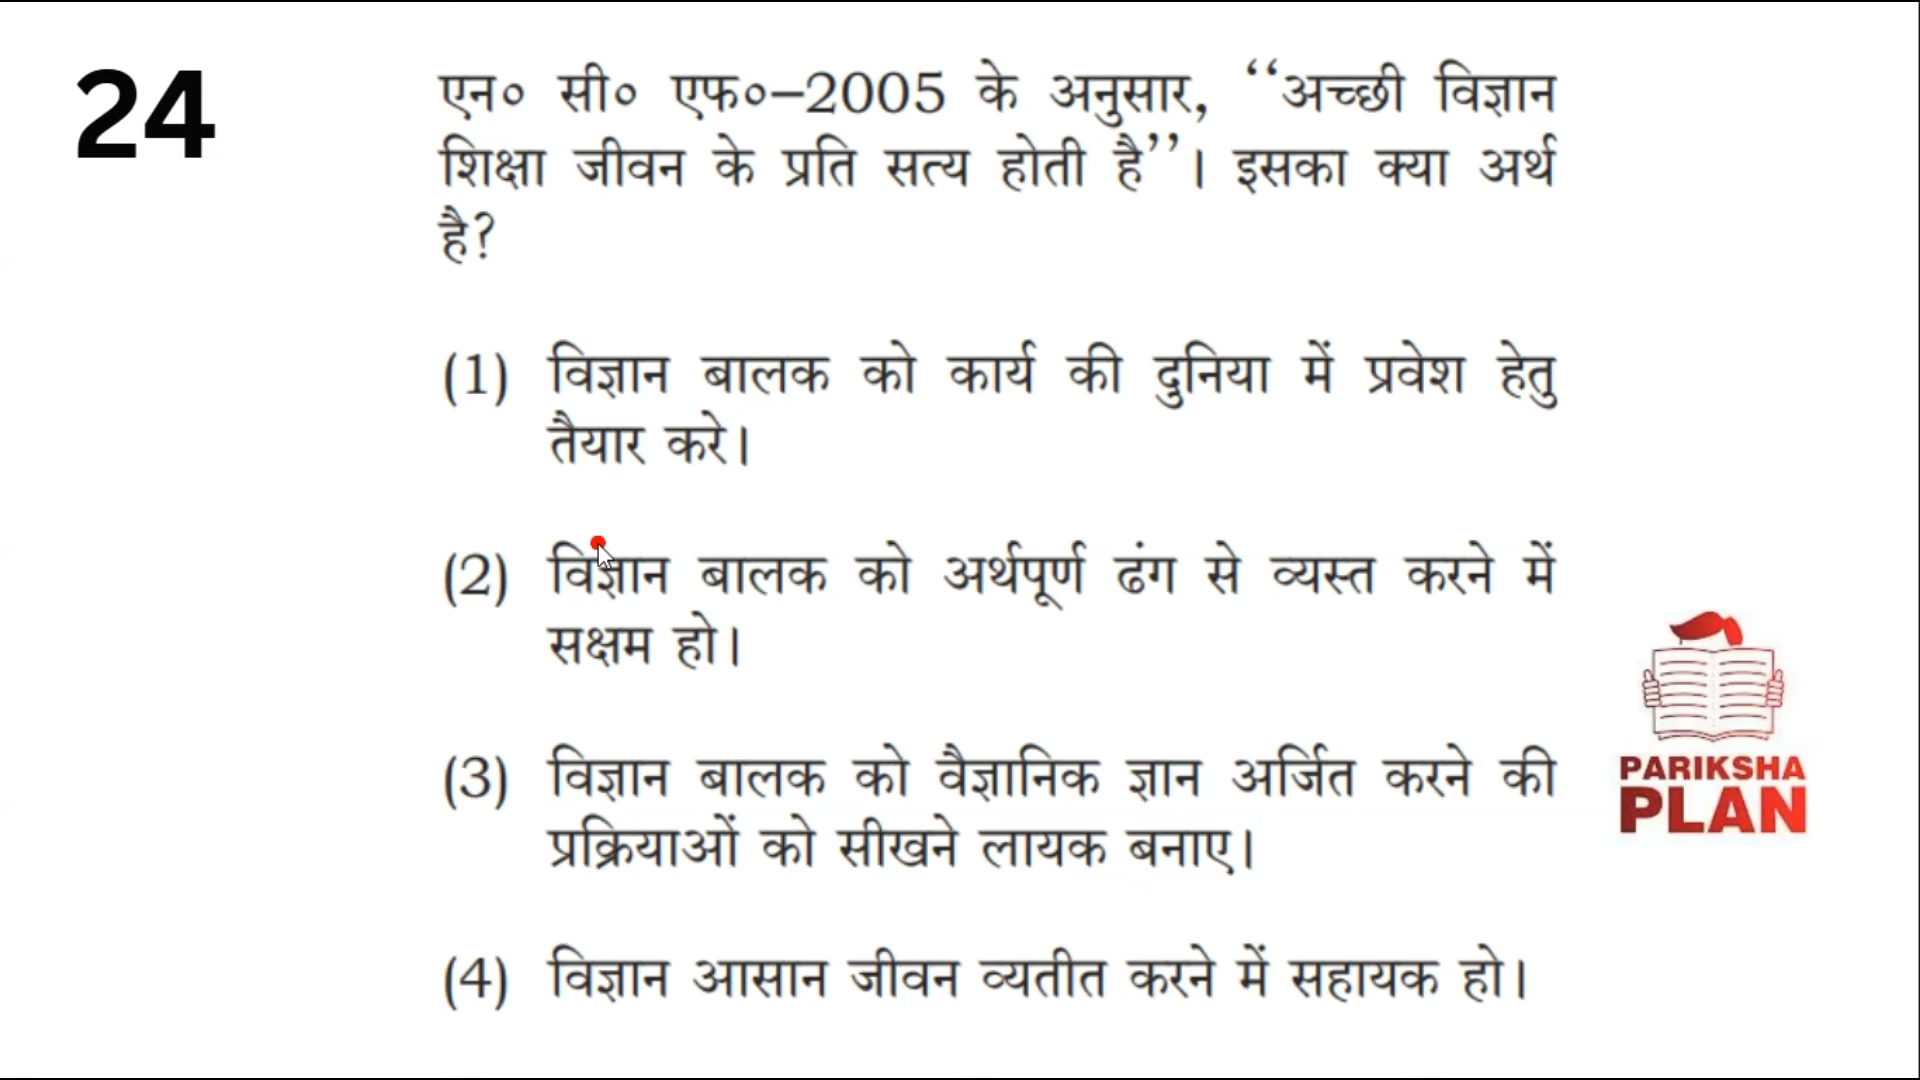 24
एन० सी० एफ०–2005 के अनुसार, ‘‘अच्छी विज्ञान
शिक्षा जीवन के प्रति सत्य होती है’’। इसका क्या अर्थ
है?
(1) विज्ञान बालक को कार्य की दुनिया में प्रवेश हेतु
तैयार करे।
(2) विज्ञान बालक को अर्थपूर्ण ढंग से व्यस्त करने में
सक्षम हो।
(3) विज्ञान बालक को वैज्ञानिक ज्ञान अर्जित करने की
प्रक्रियाओं को सीखने लायक बनाए।
(4) विज्ञान आसान जीवन व्यतीत करने में सहायक हो।
PARIKSHA
PLAN